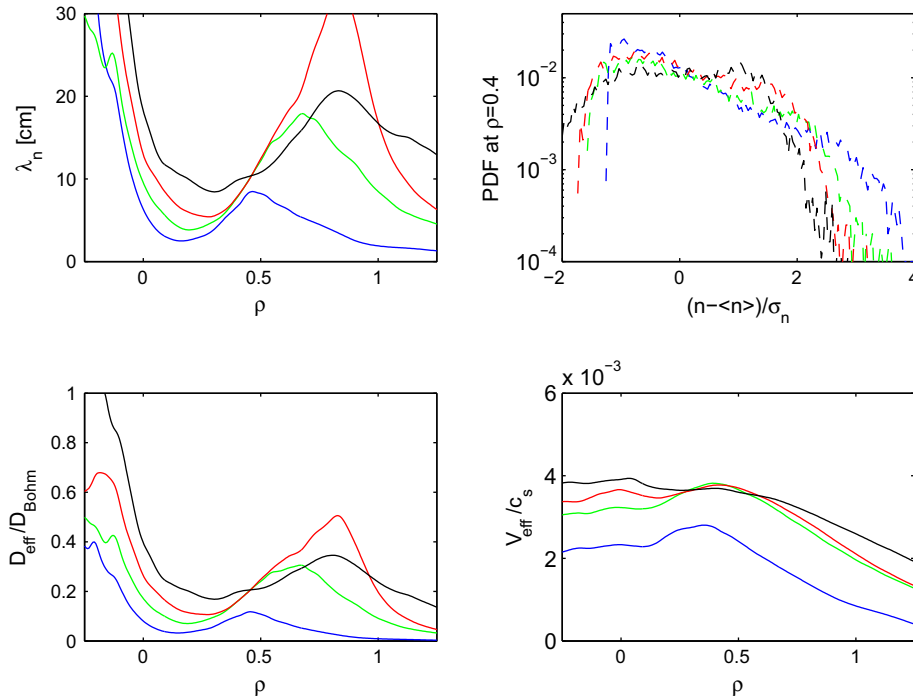 30
20
10
0
λn [cm]
0 0.5 1
ρ
10−2
10−3
10−4
PDF at ρ=0.4
−2 0 2 4
(n−<n>)/σn
1
0.8
0.6
0.4
0.2
0
Deff/DBohm
0 0.5 1
ρ
x 10−3
6
4
2
0
Veff/cs
0 0.5 1
ρ